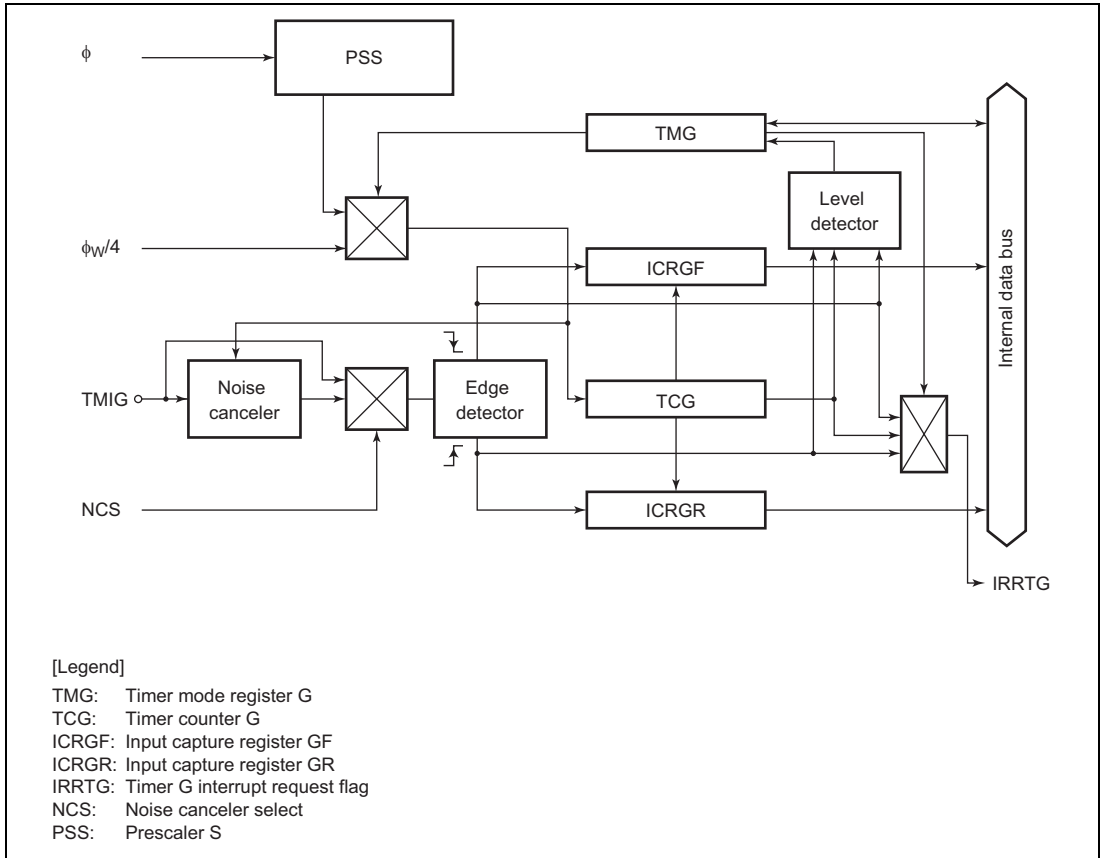 ϕ
PSS
TMG
Level
detector
ϕW/4
ICRGF
Internal data bus
TMIG
Noise
canceler
Edge
detector
TCG
NCS
ICRGR
IRRTG
[Legend]
TMG: Timer mode register G
TCG: Timer counter G
ICRGF: Input capture register GF
ICRGR: Input capture register GR
IRRTG: Timer G interrupt request flag
NCS: Noise canceler select
PSS: Prescaler S